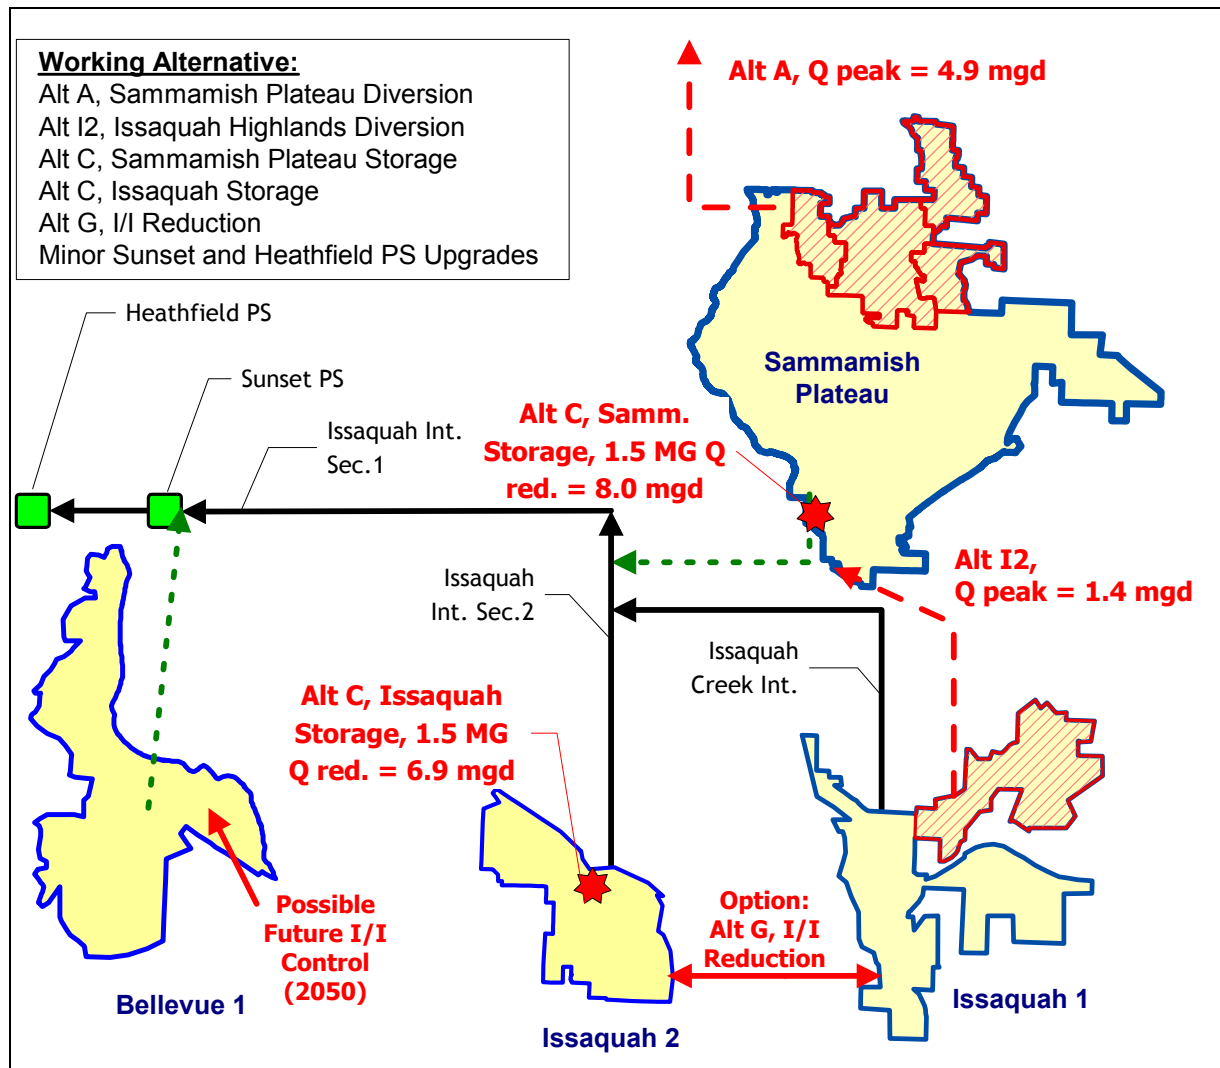 Working Alternative:
Alt A, Sammamish Plateau Diversion
Alt I2, Issaquah Highlands Diversion
Alt C, Sammamish Plateau Storage
Alt C, Issaquah Storage
Alt G, I/I Reduction
Minor Sunset and Heathfield PS Upgrades
Alt A, Q peak = 4.9 mgd
Heathfield PS
Sunset PS
Issaquah Int.
Sec.1
Sammamish
Plateau
Alt C, Samm.
Storage, 1.5 MG Q
red. = 8.0 mgd
Alt I2,
Q peak = 1.4 mgd
Issaquah
Int. Sec.2
Issaquah
Creek Int.
Alt C, Issaquah
Storage, 1.5 MG
Q red. = 6.9 mgd
Possible
Future I/I
Control
(2050)
Option:
Alt G, I/I
Reduction
Bellevue 1
Issaquah 2
Issaquah 1